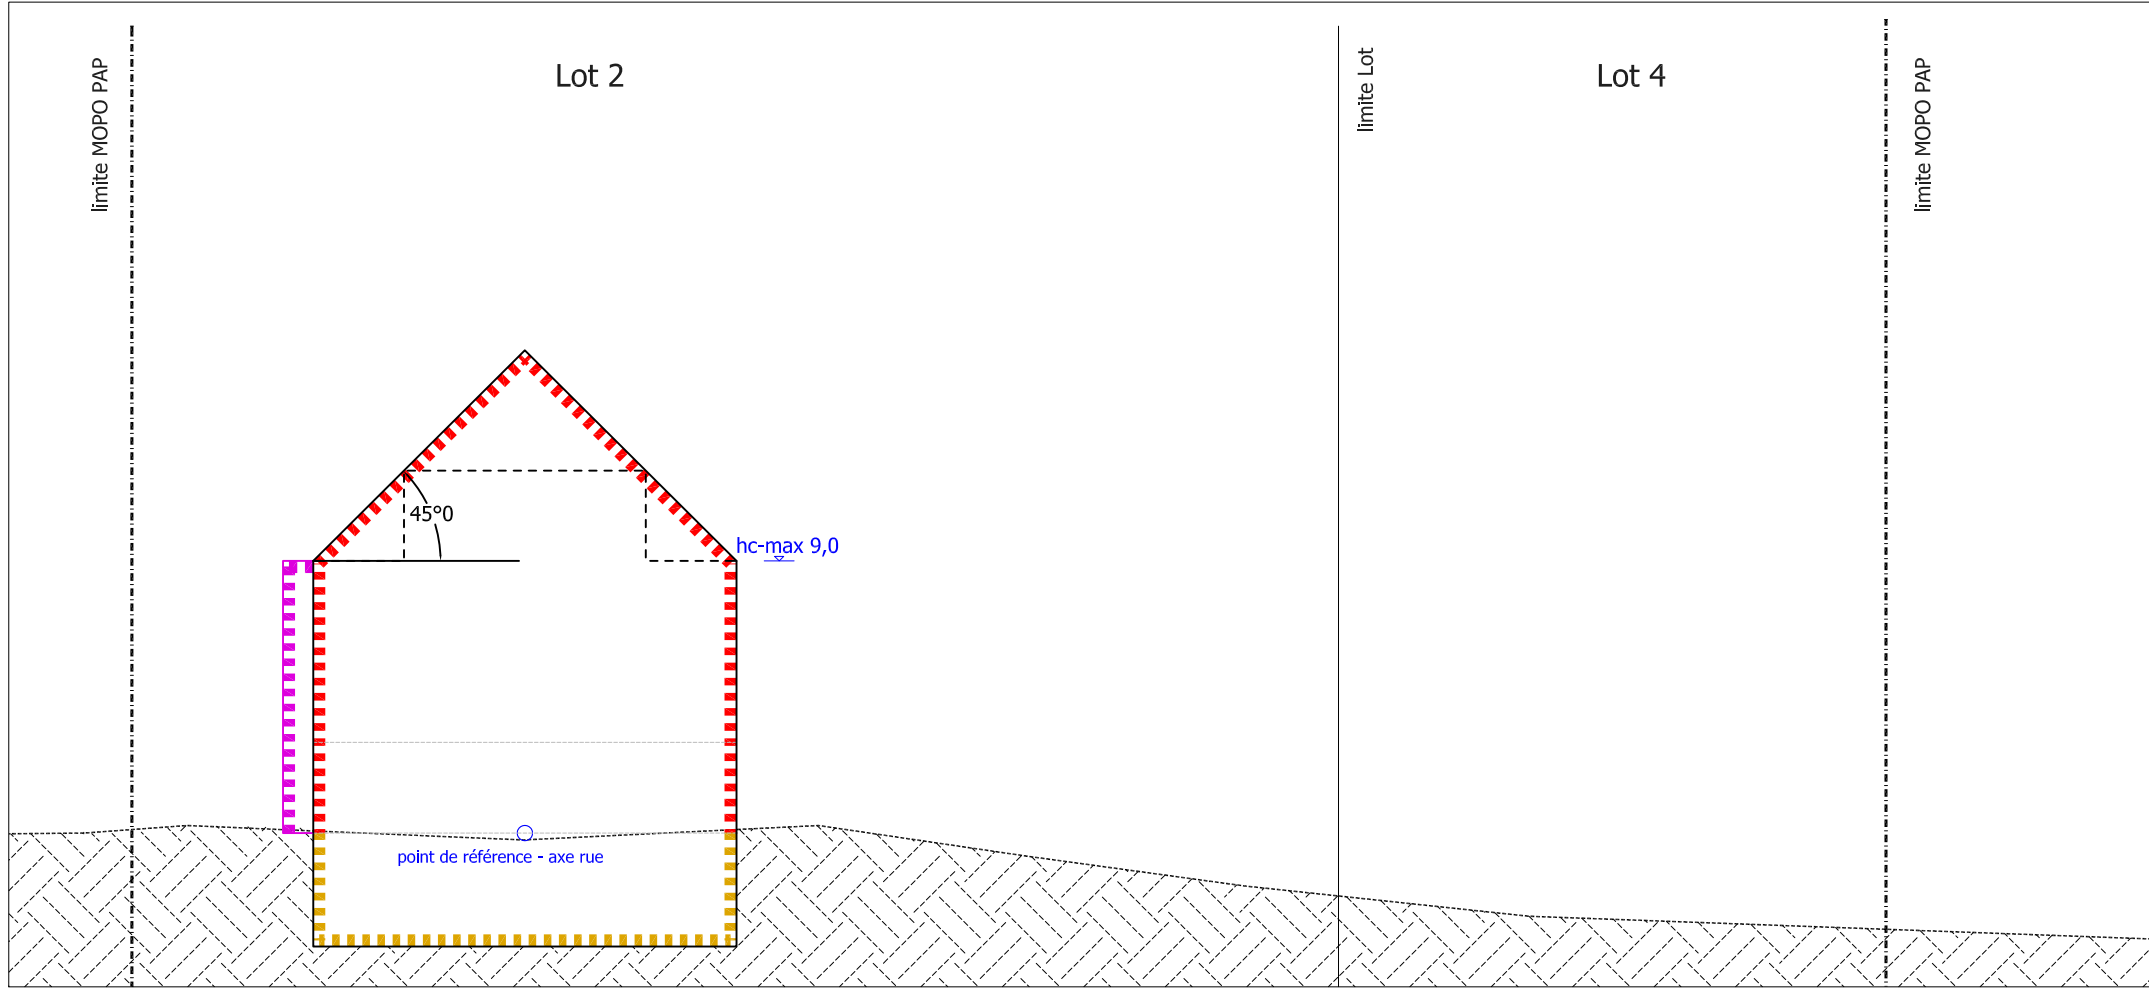 limite MOPO PAP
Lot 2
limite Lot
Lot 4
limite MOPO PAP
45°0
hc-max 9,0
point de référence - axe rue